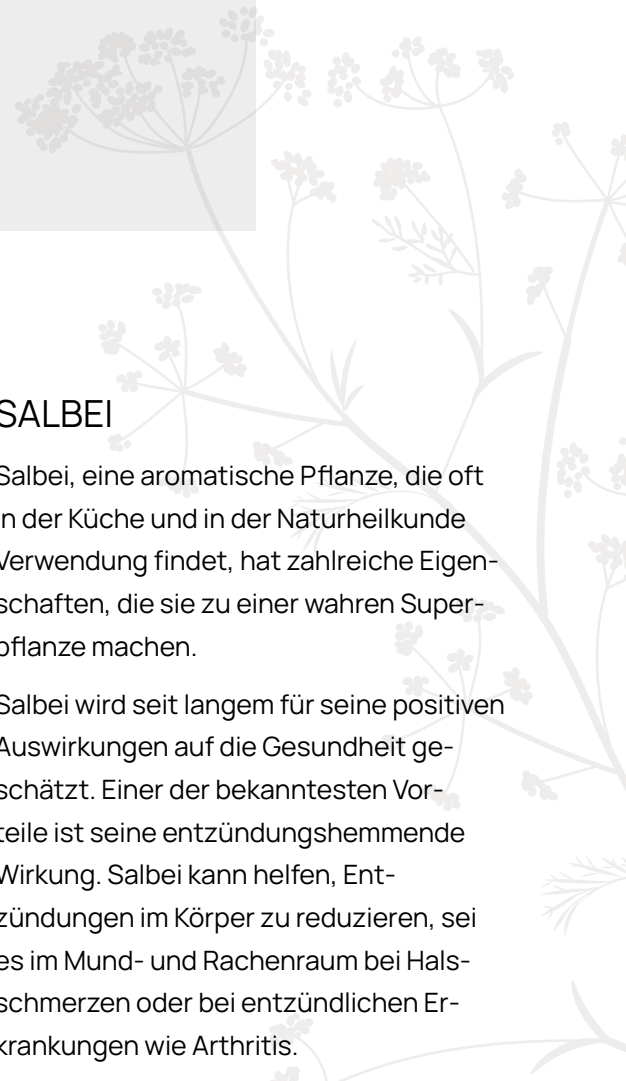 SALBEI
Salbei, eine aromatische Pflanze, die oft
in der Küche und in der Naturheilkunde
Verwendung findet, hat zahlreiche Eigen-
schaften, die sie zu einer wahren Super-
pflanze machen.
Salbei wird seit langem für seine positiven
Auswirkungen auf die Gesundheit ge-
schätzt. Einer der bekanntesten Vor-
teile ist seine entzündungshemmende
Wirkung. Salbei kann helfen, Ent-
zündungen im Körper zu reduzieren, sei
es im Mund- und Rachenraum bei Hals-
schmerzen oder bei entzündlichen Er-
krankungen wie Arthritis.